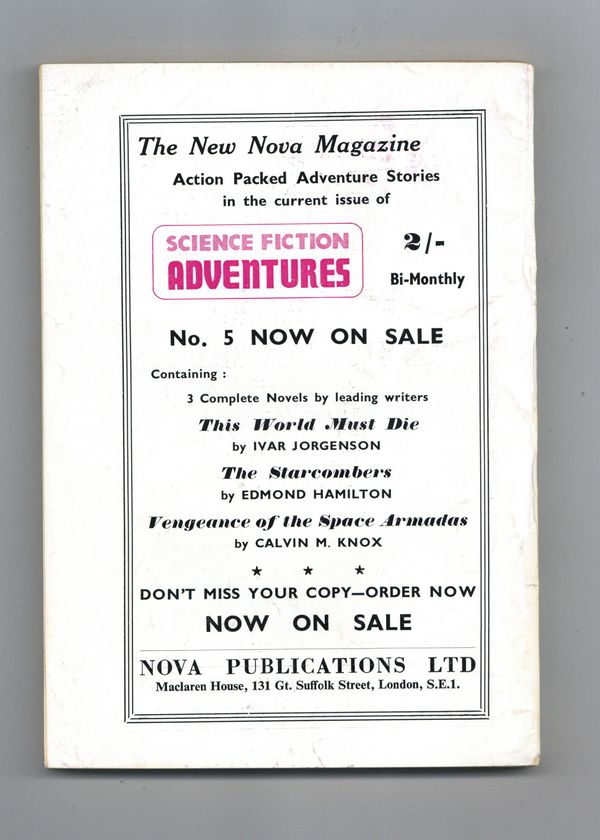 The New Nova Magazine
Action Packed Adventure Stories
in the current issue of
SCIENCE FICTION
ADVENTURES
2/-
Bi-Monthly
No. 5 NOW ON SALE
Containing :
3 Complete Novels by leading writers
This World Must Die
by IVAR JORGENSON
The Starcombers
by EDMOND HAMILTON
Vengeance of the Space Armadas
by CALVIN M. KNOX
★ ★ ★
DON'T MISS YOUR COPY—ORDER NOW
NOW ON SALE
NOVA PUBLICATIONS LTD
Maclaren House, 131 Gt. Suffolk Street, London, S.E.1.